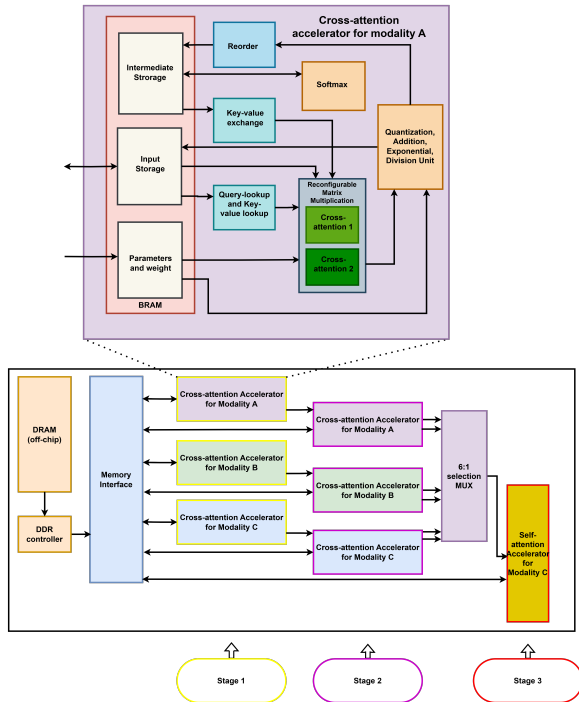 Cross-attention
accelerator for modality A
Reorder
Intermediate
Strorage
Softmax
Key-value
exchange
Quantization,
Addition,
Exponential,
Division Unit
Input
Storage
Query-lookup
and Key-
value lookup
Reconfigurable
Matrix
Multiplication
Cross-
attention 1
Cross-
attention 2
Parameters
and weight
BRAM
DRAM
(off-chip)
DDR
controller
Memory
Interface
Cross-attention Accelerator
for Modality A
Cross-attention Accelerator
for Modality A
Cross-attention Accelerator
for Modality B
Cross-attention Accelerator
for Modality B
Cross-attention Accelerator
for Modality C
Cross-attention Accelerator
for Modality C
6:1
selection
MUX
Self-
attention
Accelerator
for
Modality C
Stage 1
Stage 2
Stage 3